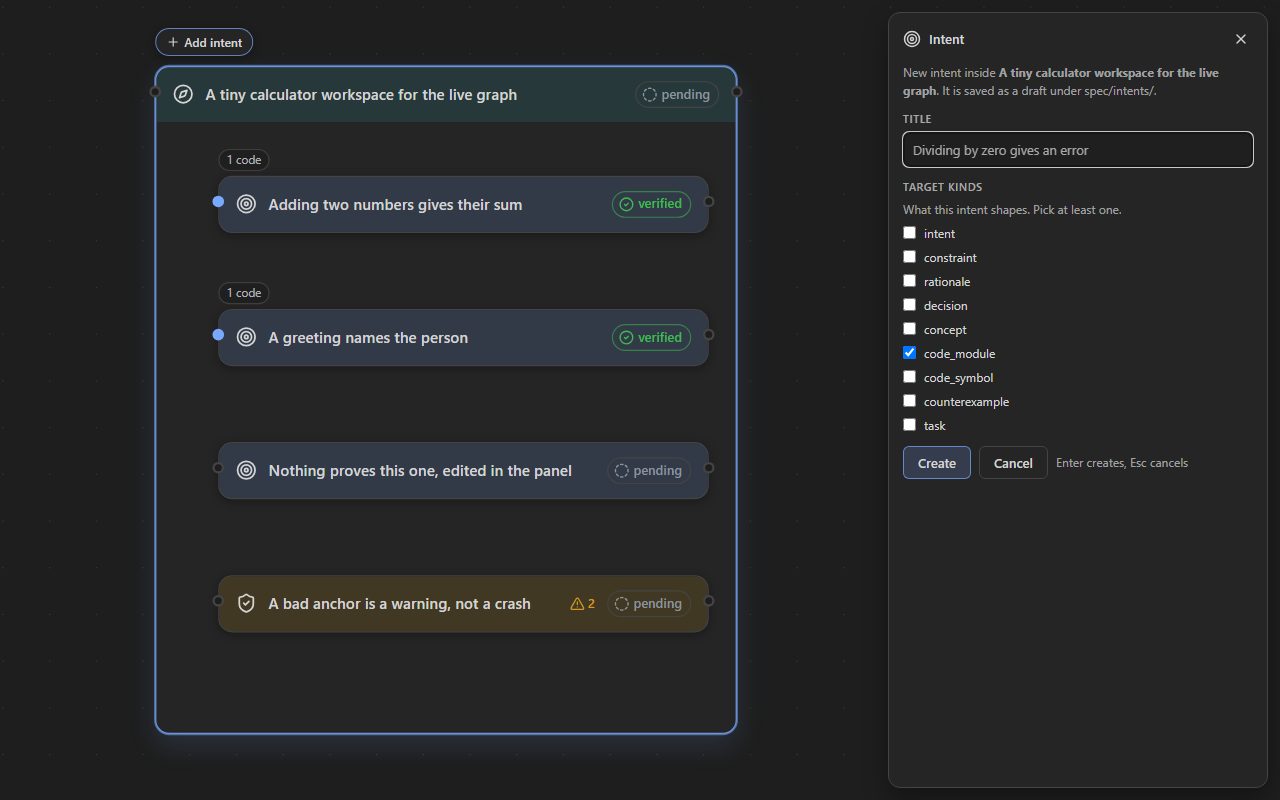 + Add intent
A tiny calculator workspace for the live graph
pending
1 code
Adding two numbers gives their sum
verified
1 code
A greeting names the person
verified
Nothing proves this one, edited in the panel
pending
A bad anchor is a warning, not a crash
2
pending
Intent
New intent inside A tiny calculator workspace for the live
graph. It is saved as a draft under spec/intents/.
TITLE
Dividing by zero gives an error
TARGET KINDS
What this intent shapes. Pick at least one.
intent
constraint
rationale
decision
concept
code_module
code_symbol
counterexample
task
Create
Cancel
Enter creates, Esc cancels